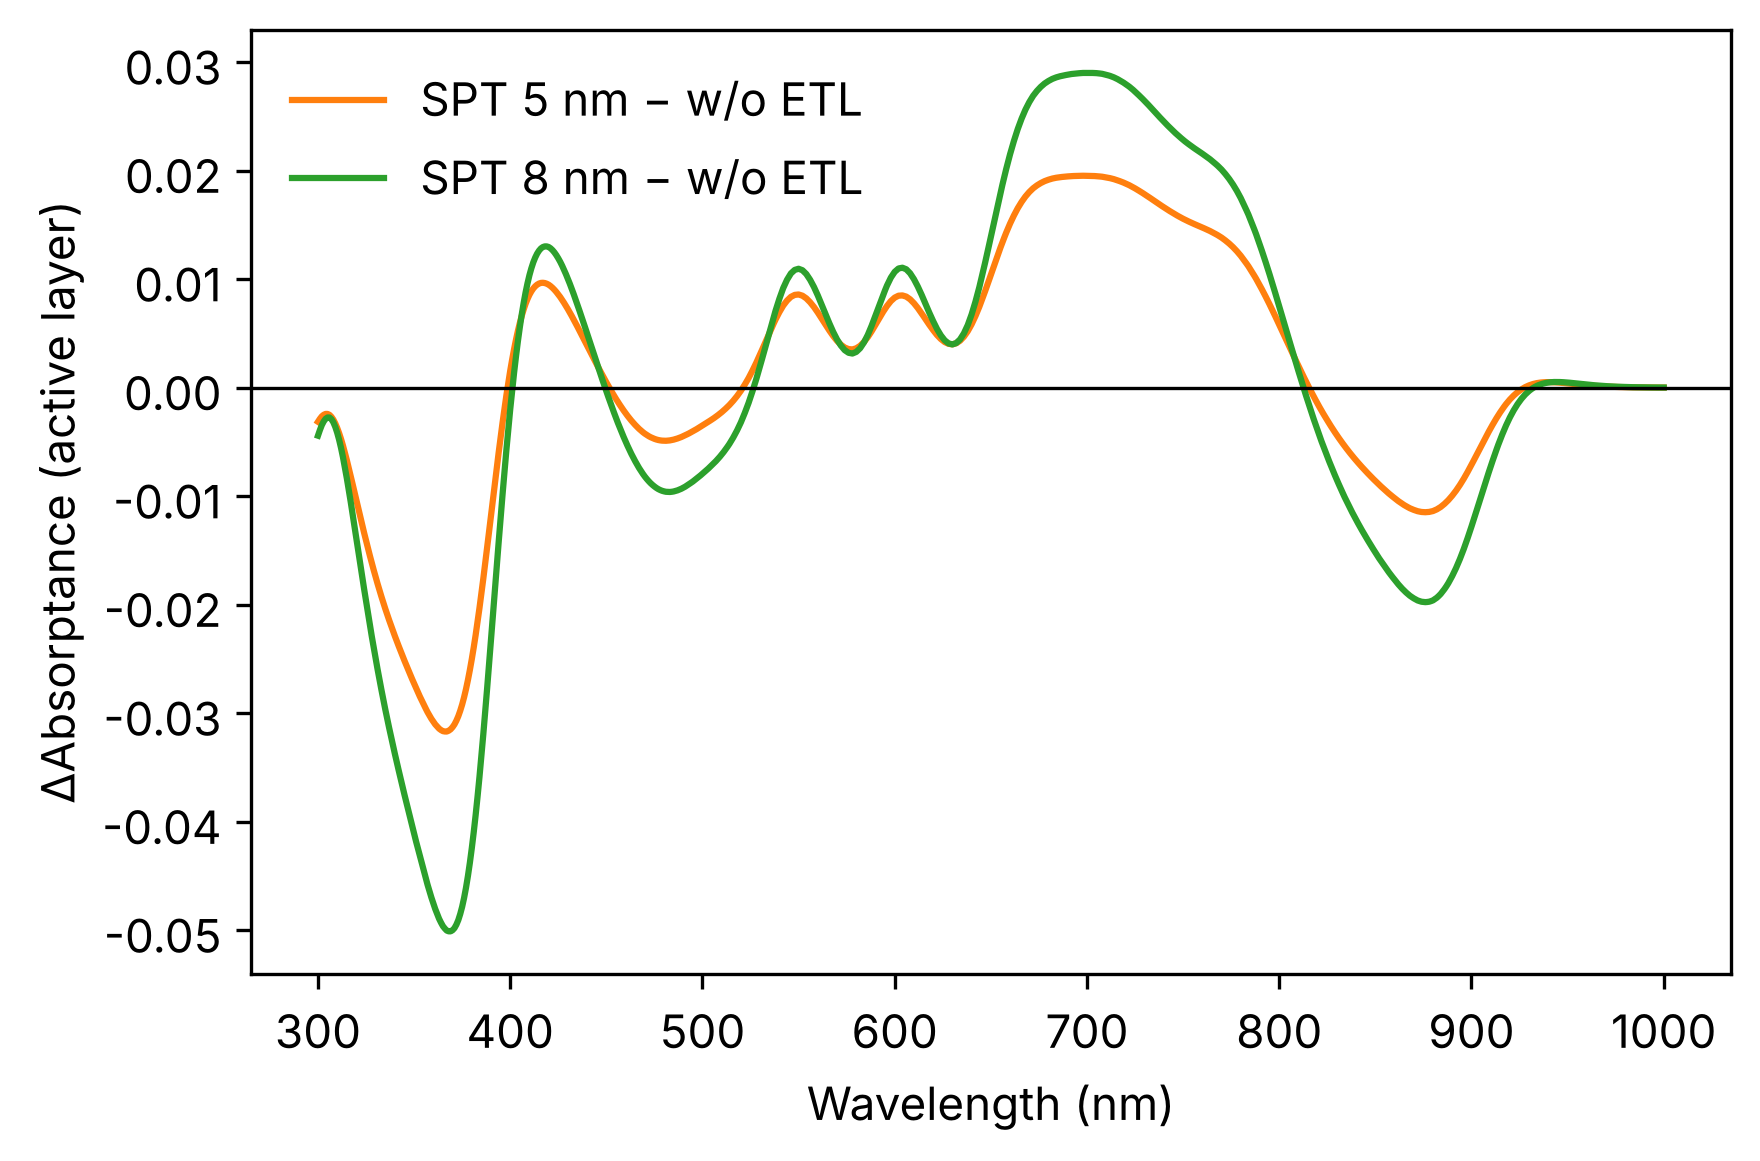 0.03
0.02
0.01
0.00
-0.01
-0.02
-0.03
-0.04
-0.05
ΔAbsorptance (active layer)
SPT 5 nm – w/o ETL
SPT 8 nm – w/o ETL
300 400 500 600 700 800 900 1000
Wavelength (nm)